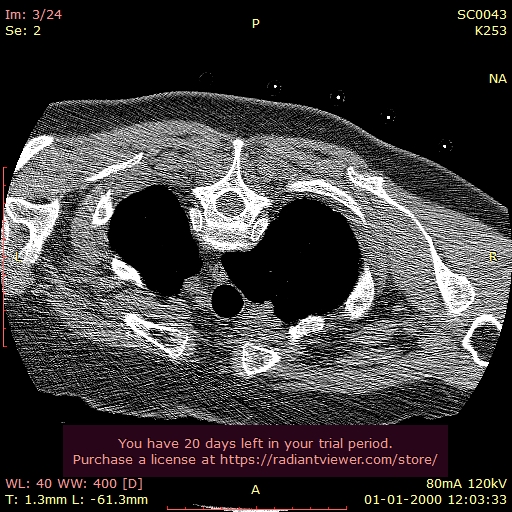 Im: 3/24
Se: 2
P
SC0043
K253
NA
L
R
You have 20 days left in your trial period.
Purchase a license at https://radiantviewer.com/store/
WL: 40 WW: 400 [D]
T: 1.3mm L: -61.3mm
A
80mA 120kV
01-01-2000 12:03:33